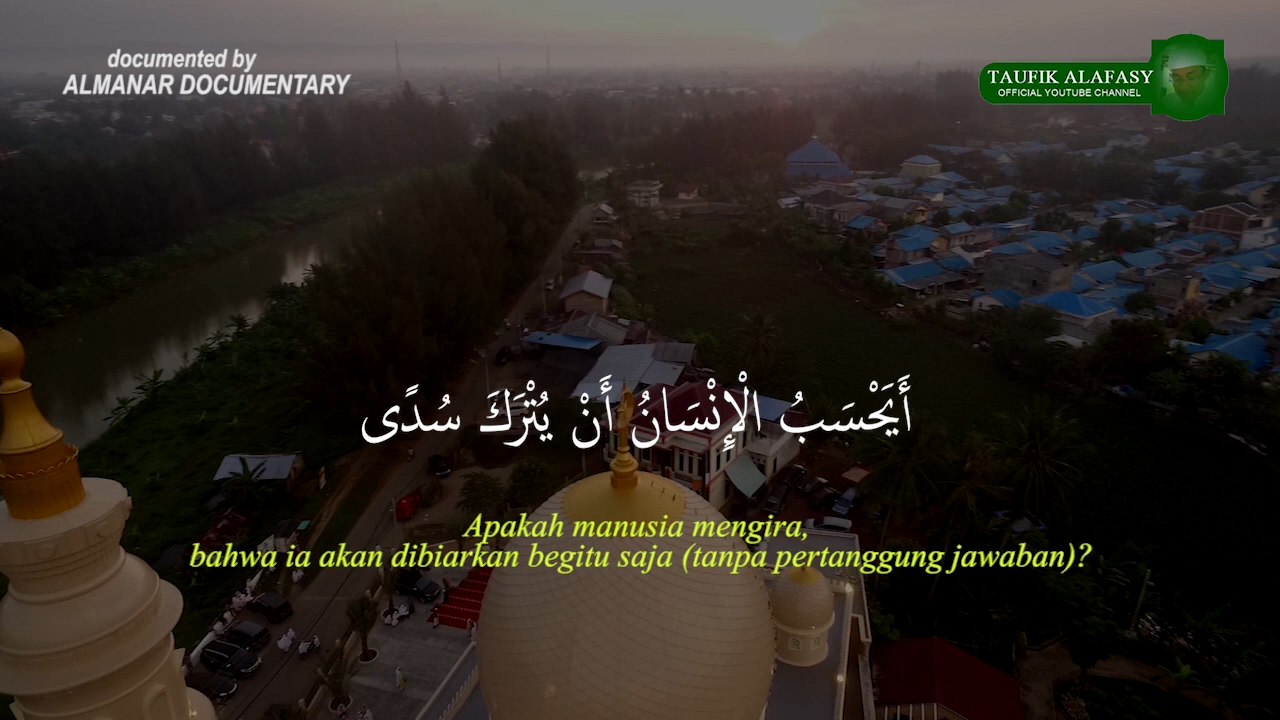 documented by
ALMANAR DOCUMENTARY
TAUFIK ALAFASY
OFFICIAL YOUTUBE CHANNEL
أَيَحْسَبُ الْإِنْسَانُ أَنْ يُتْرَكَ سُدًى
Apakah manusia mengira,
bahwa ia akan dibiarkan begitu saja (tanpa pertanggung jawaban)?